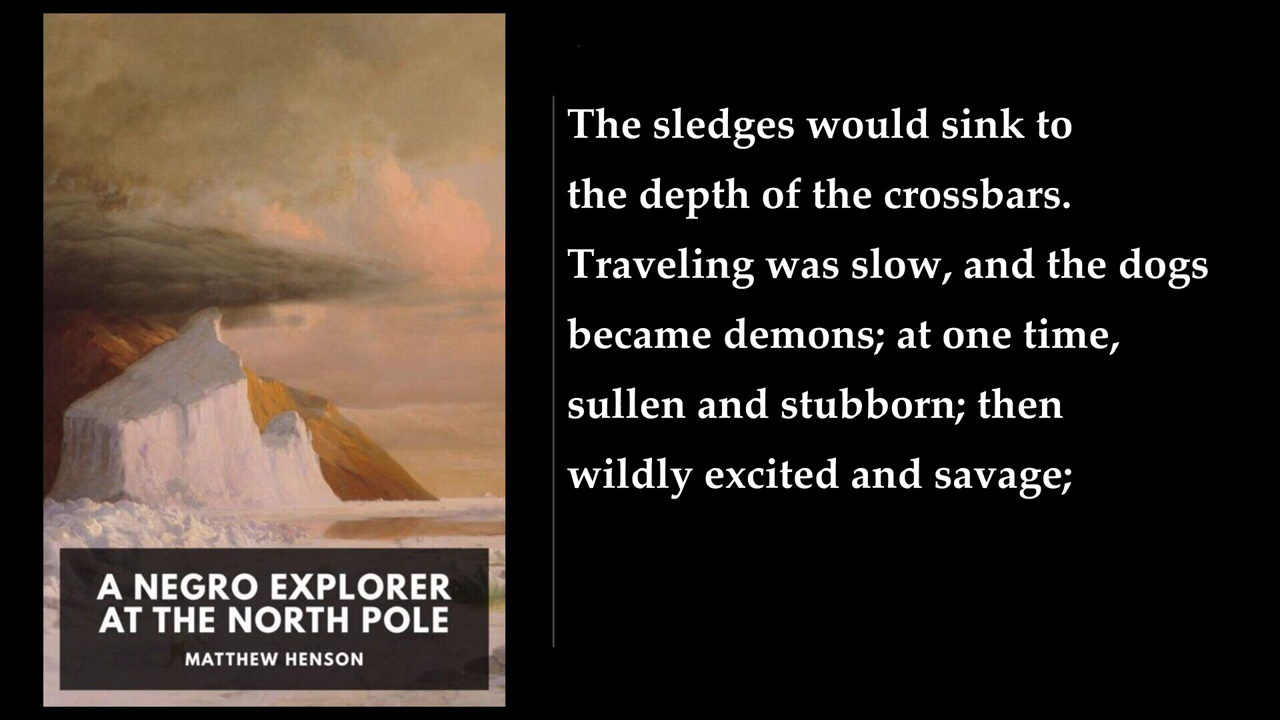 The sledges would sink to
the depth of the crossbars.
Traveling was slow, and the dogs
became demons; at one time,
sullen and stubborn; then
wildly excited and savage;
A NEGRO EXPLORER
AT THE NORTH POLE
MATTHEW HENSON